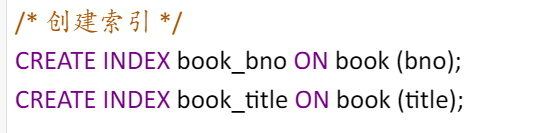 /* 创建索引 */
CREATE INDEX book_bno ON book (bno);
CREATE INDEX book_title ON book (title);